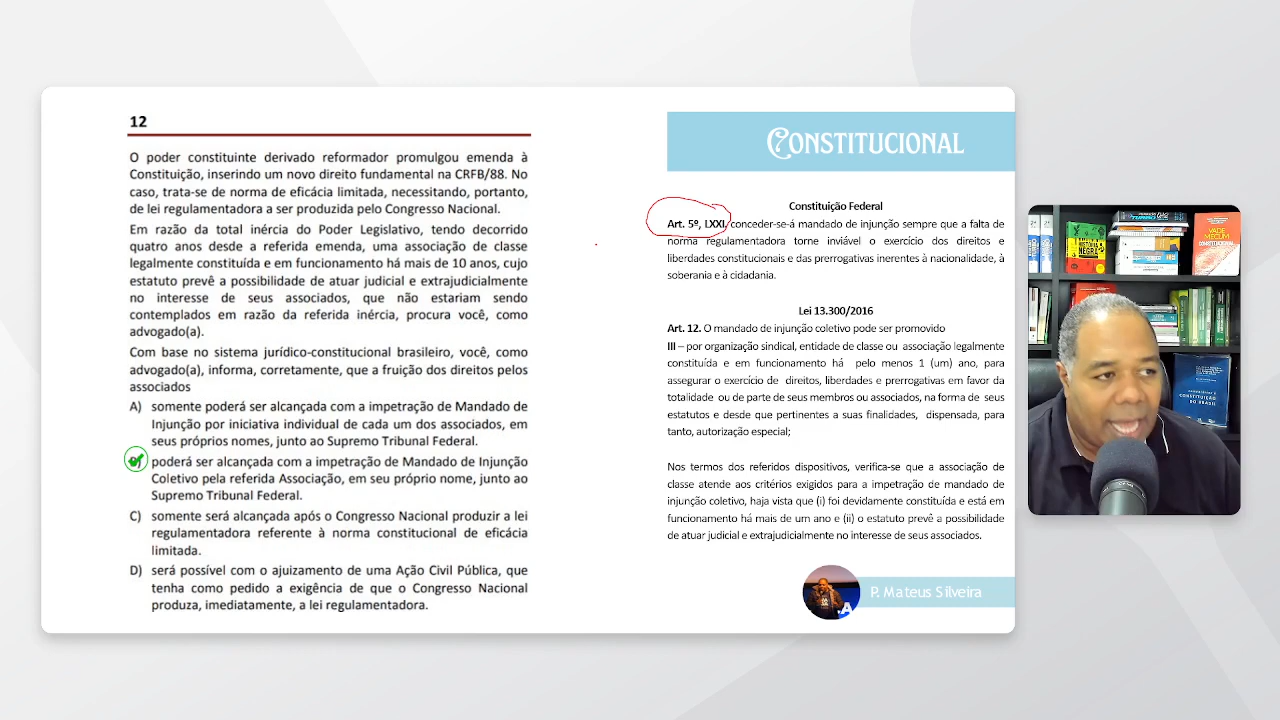 12
O poder constituinte derivado reformador promulgou emenda à
Constituição, inserindo um novo direito fundamental na CRFB/88. No
caso, trata-se de norma de eficácia limitada, necessitando, portanto,
de lei regulamentadora a ser produzida pelo Congresso Nacional.
Em razão da total inércia do Poder Legislativo, tendo decorrido
quatro anos desde a referida emenda, uma associação de classe
legalmente constituída e em funcionamento há mais de 10 anos, cujo
estatuto prevê a possibilidade de atuar judicial e extrajudicialmente
no interesse de seus associados, que não estariam sendo
contemplados em razão da referida inércia, procura você, como
advogado(a).
Com base no sistema jurídico-constitucional brasileiro, você, como
advogado(a), informa, corretamente, que a fruição dos direitos pelos
associados
A) somente poderá ser alcançada com a impetração de Mandado de
Injunção por iniciativa individual de cada um dos associados, em
seus próprios nomes, junto ao Supremo Tribunal Federal.
poderá ser alcançada com a impetração de Mandado de Injunção
Coletivo pela referida Associação, em seu próprio nome, junto ao
Supremo Tribunal Federal.
C) somente será alcançada após o Congresso Nacional produzir a lei
regulamentadora referente à norma constitucional de eficácia
limitada.
D) será possível com o ajuizamento de uma Ação Civil Pública, que
tenha como pedido a exigência de que o Congresso Nacional
produza, imediatamente, a lei regulamentadora.
CONSTITUCIONAL
Constituição Federal
Art. 5º, LXXI, conceder-se-á mandado de injunção sempre que a falta de
norma regulamentadora torne inviável o exercício dos direitos e
liberdades constitucionais e das prerrogativas inerentes à nacionalidade, à
soberania e à cidadania.
Lei 13.300/2016
Art. 12. O mandado de injunção coletivo pode ser promovido
III – por organização sindical, entidade de classe ou associação legalmente
constituída e em funcionamento há pelo menos 1 (um) ano, para
assegurar o exercício de direitos, liberdades e prerrogativas em favor da
totalidade ou de parte de seus membros ou associados, na forma de seus
estatutos e desde que pertinentes a suas finalidades, dispensada, para
tanto, autorização especial;
Nos termos dos referidos dispositivos, verifica-se que a associação de
classe atende aos critérios exigidos para a impetração de mandado de
injunção coletivo, haja vista que (i) foi devidamente constituída e está em
funcionamento há mais de um ano e (ii) o estatuto prevê a possibilidade
de atuar judicial e extrajudicialmente no interesse de seus associados.
P. Mateus Silveira
VADE
MECUM